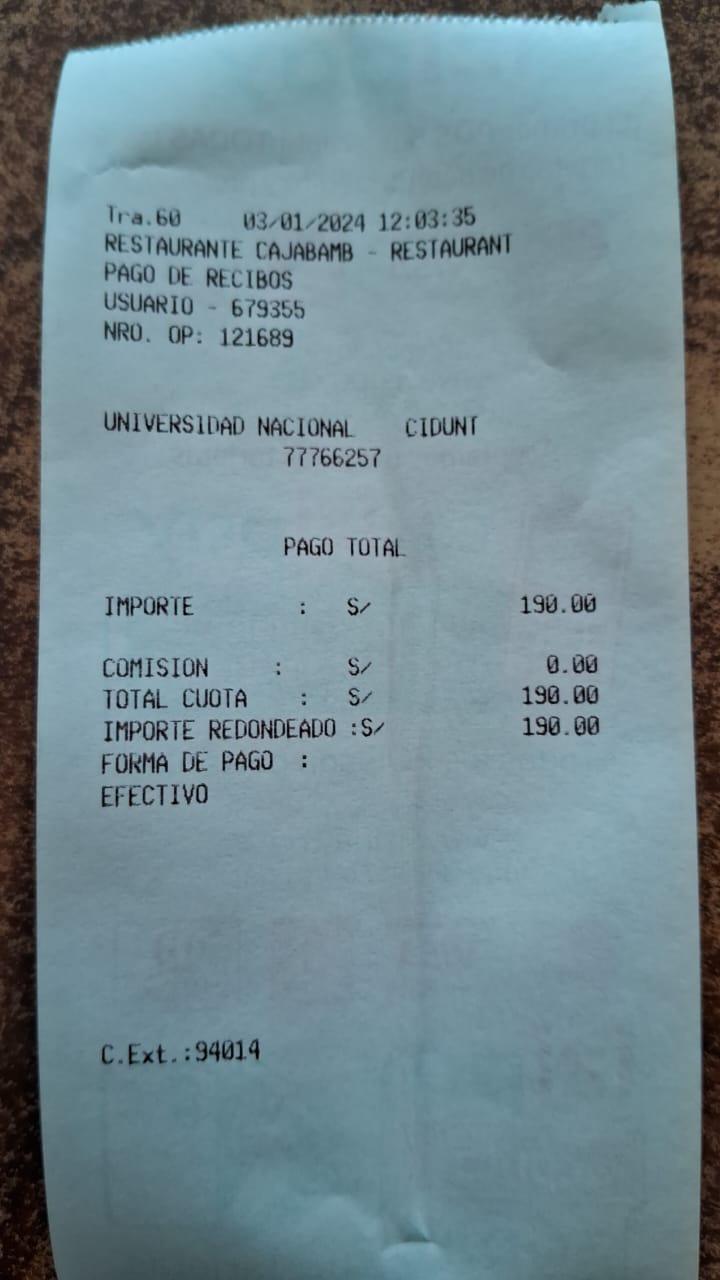 Tra.60 03/01/2024 12:03:35
RESTAURANTE CAJABAMB - RESTAURANT
PAGO DE RECIBOS
USUARIO - 679355
NRO. OP: 121689
UNIVERSIDAD NACIONAL CIDUNT
77766257
PAGO TOTAL
IMPORTE : S/ 190.00
COMISION : S/ 0.00
TOTAL CUOTA : S/ 190.00
IMPORTE REDONDEADO :S/ 190.00
FORMA DE PAGO :
EFECTIVO
C.Ext.:94014